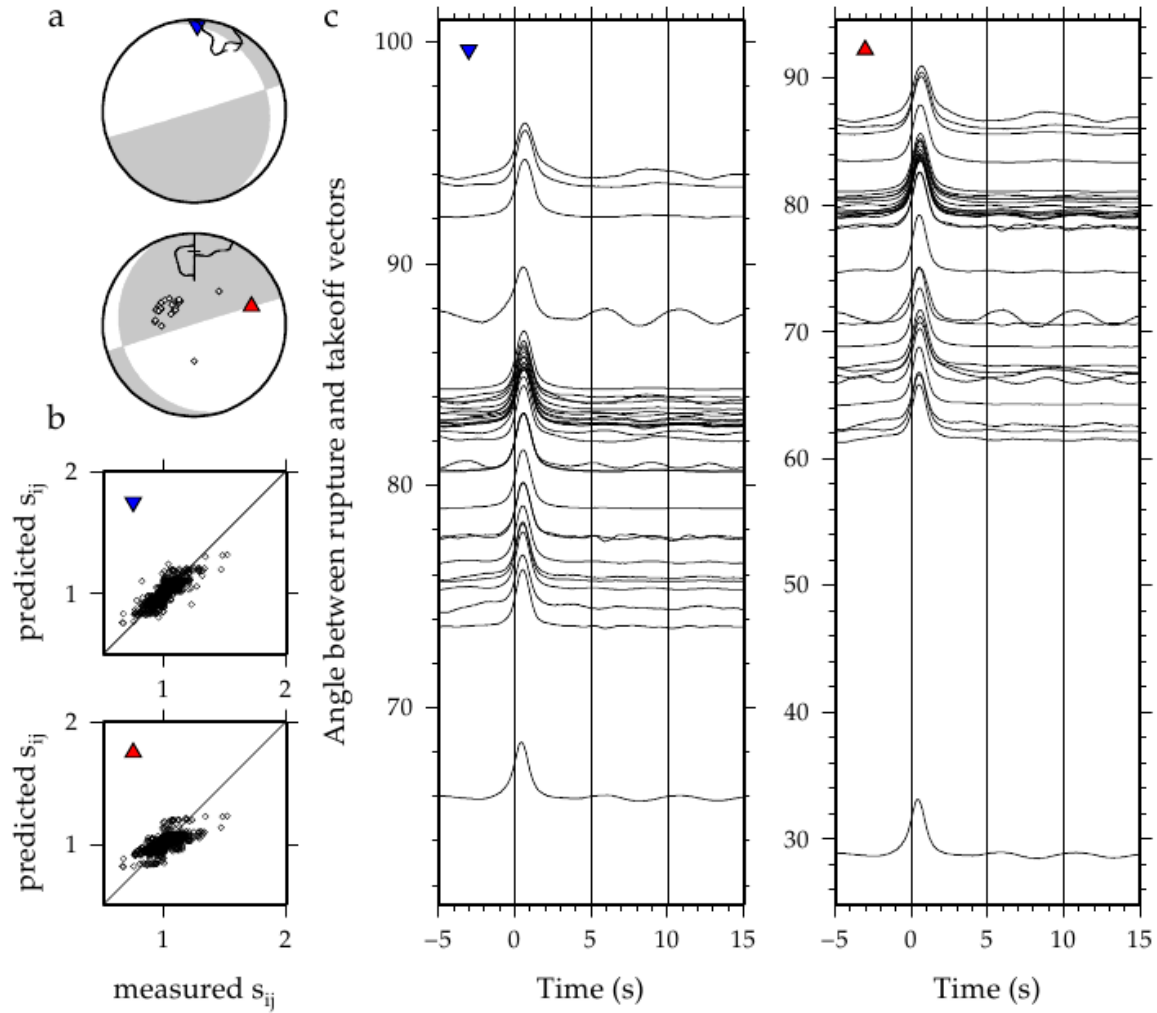 a
b
predicted s_ij
2
1
1
2
predicted s_ij
2
1
1
2
measured s_ij
c
Angle between rupture and takeoff vectors
100
90
80
70
−5 0 5 10 15
Time (s)
90
80
70
60
50
40
30
−5 0 5 10 15
Time (s)